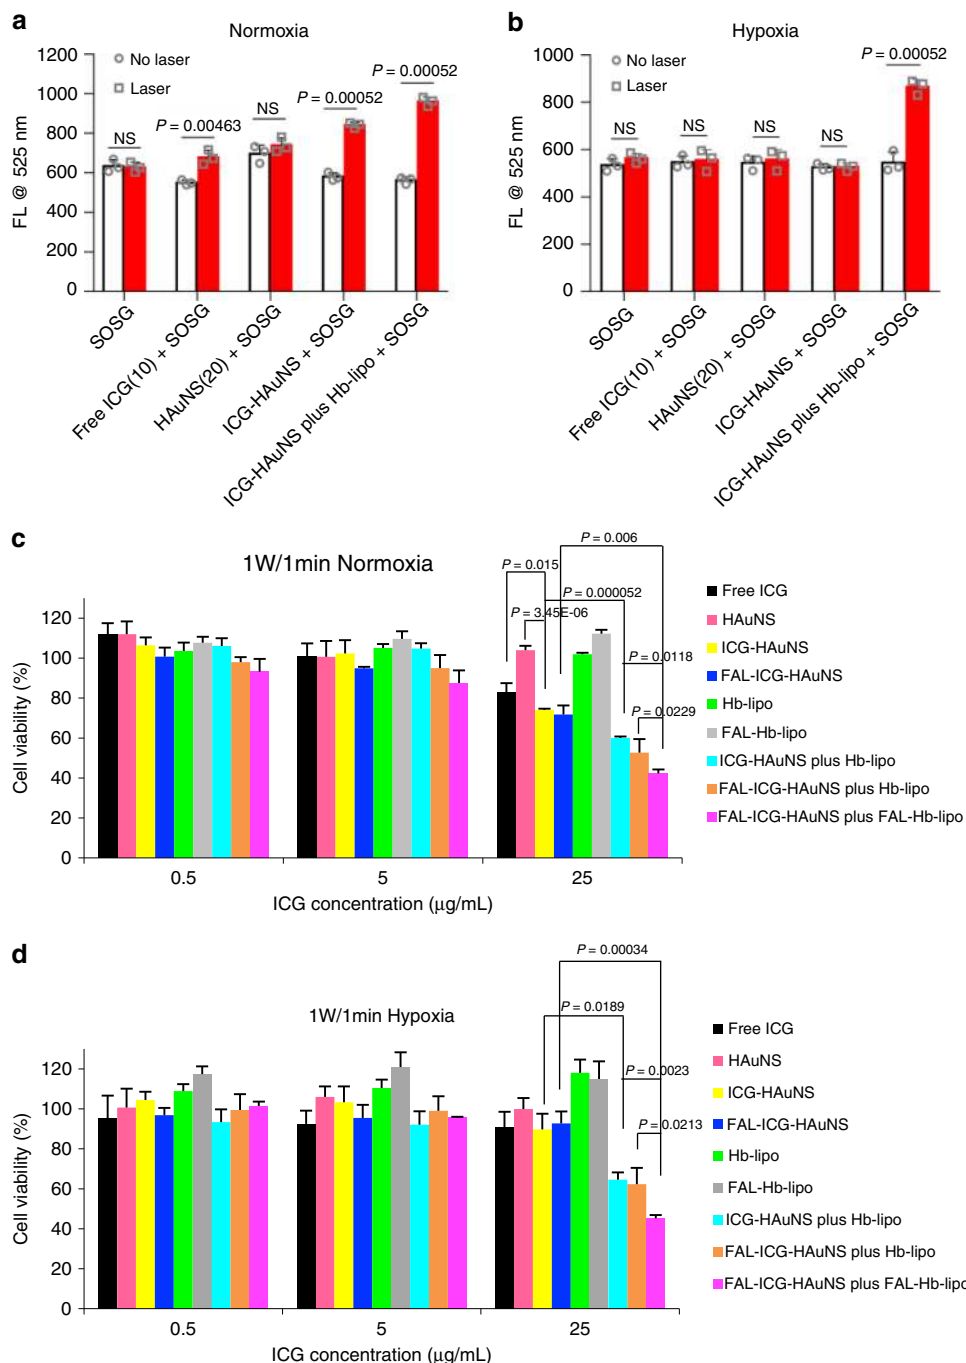 a
Normoxia
FL @ 525 nm
1200
1000
800
600
400
200
0
No laser
Laser
NS
P = 0.00463
NS
P = 0.00052
P = 0.00052
SOSG
Free ICG(10) + SOSG
HAuNS(20) + SOSG
ICG-HAuNS + SOSG
ICG-HAuNS plus Hb-lipo + SOSG
b
Hypoxia
FL @ 525 nm
1000
800
600
400
200
0
No laser
Laser
NS
NS
NS
NS
P = 0.00052
SOSG
Free ICG(10) + SOSG
HAuNS(20) + SOSG
ICG-HAuNS + SOSG
ICG-HAuNS plus Hb-lipo + SOSG
c
1W/1min Normoxia
Cell viability (%)
120
100
80
60
40
20
0
P = 0.006
P = 0.015
P = 0.000052
P = 3.45E-06
P = 0.0118
P = 0.0229
0.5
5
25
ICG concentration (μg/mL)
Free ICG
HAuNS
ICG-HAuNS
FAL-ICG-HAuNS
Hb-lipo
FAL-Hb-lipo
ICG-HAuNS plus Hb-lipo
FAL-ICG-HAuNS plus Hb-lipo
FAL-ICG-HAuNS plus FAL-Hb-lipo
d
1W/1min Hypoxia
Cell viability (%)
120
100
80
60
40
20
0
P = 0.00034
P = 0.0189
P = 0.0023
P = 0.0213
0.5
5
25
ICG concentration (μg/mL)
Free ICG
HAuNS
ICG-HAuNS
FAL-ICG-HAuNS
Hb-lipo
FAL-Hb-lipo
ICG-HAuNS plus Hb-lipo
FAL-ICG-HAuNS plus Hb-lipo
FAL-ICG-HAuNS plus FAL-Hb-lipo